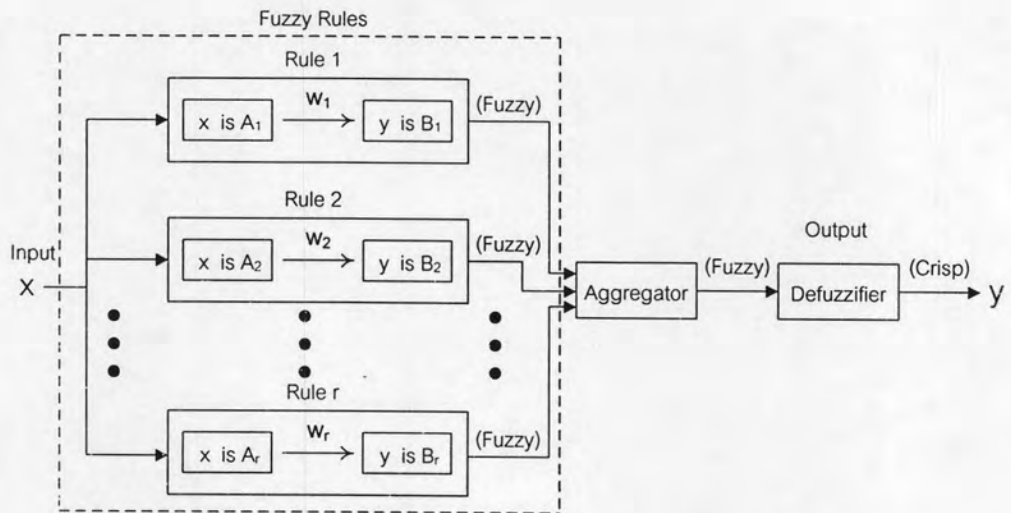 Fuzzy Rules
Rule 1
x is A₁
w₁
y is B₁
(Fuzzy)
Rule 2
x is A₂
w₂
y is B₂
(Fuzzy)
Rule r
x is Aᵣ
wᵣ
y is Bᵣ
(Fuzzy)
Input
X
Aggregator
(Fuzzy)
Output
Defuzzifier
(Crisp)
y